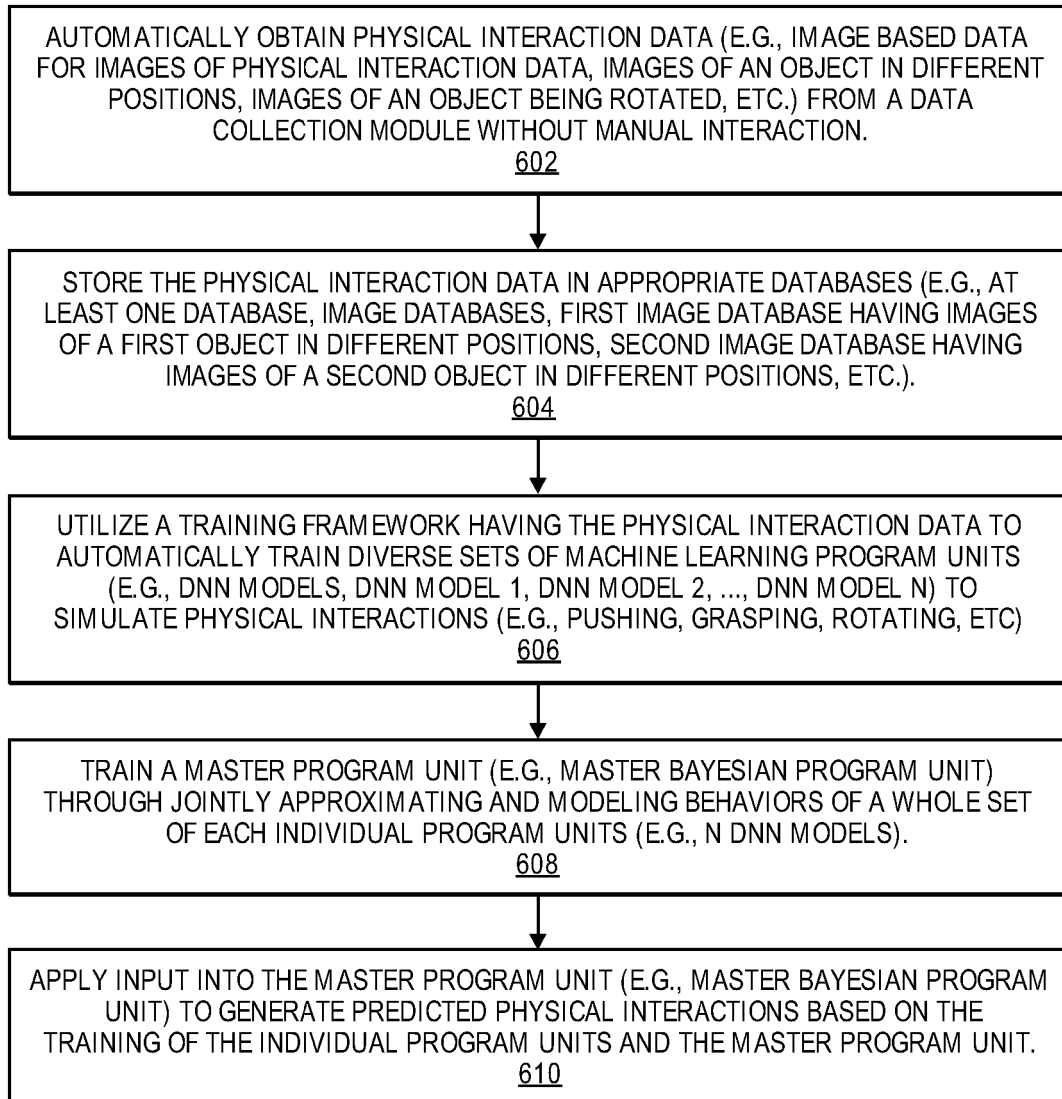 AUTOMATICALLY OBTAIN PHYSICAL INTERACTION DATA (E.G., IMAGE BASED DATA
FOR IMAGES OF PHYSICAL INTERACTION DATA, IMAGES OF AN OBJECT IN DIFFERENT
POSITIONS, IMAGES OF AN OBJECT BEING ROTATED, ETC.) FROM A DATA
COLLECTION MODULE WITHOUT MANUAL INTERACTION.
602
STORE THE PHYSICAL INTERACTION DATA IN APPROPRIATE DATABASES (E.G., AT
LEAST ONE DATABASE, IMAGE DATABASES, FIRST IMAGE DATABASE HAVING IMAGES
OF A FIRST OBJECT IN DIFFERENT POSITIONS, SECOND IMAGE DATABASE HAVING
IMAGES OF A SECOND OBJECT IN DIFFERENT POSITIONS, ETC.).
604
UTILIZE A TRAINING FRAMEWORK HAVING THE PHYSICAL INTERACTION DATA TO
AUTOMATICALLY TRAIN DIVERSE SETS OF MACHINE LEARNING PROGRAM UNITS
(E.G., DNN MODELS, DNN MODEL 1, DNN MODEL 2, ..., DNN MODEL N) TO
SIMULATE PHYSICAL INTERACTIONS (E.G., PUSHING, GRASPING, ROTATING, ETC)
606
TRAIN A MASTER PROGRAM UNIT (E.G., MASTER BAYESIAN PROGRAM UNIT)
THROUGH JOINTLY APPROXIMATING AND MODELING BEHAVIORS OF A WHOLE SET
OF EACH INDIVIDUAL PROGRAM UNITS (E.G., N DNN MODELS).
608
APPLY INPUT INTO THE MASTER PROGRAM UNIT (E.G., MASTER BAYESIAN PROGRAM
UNIT) TO GENERATE PREDICTED PHYSICAL INTERACTIONS BASED ON THE
TRAINING OF THE INDIVIDUAL PROGRAM UNITS AND THE MASTER PROGRAM UNIT.
610